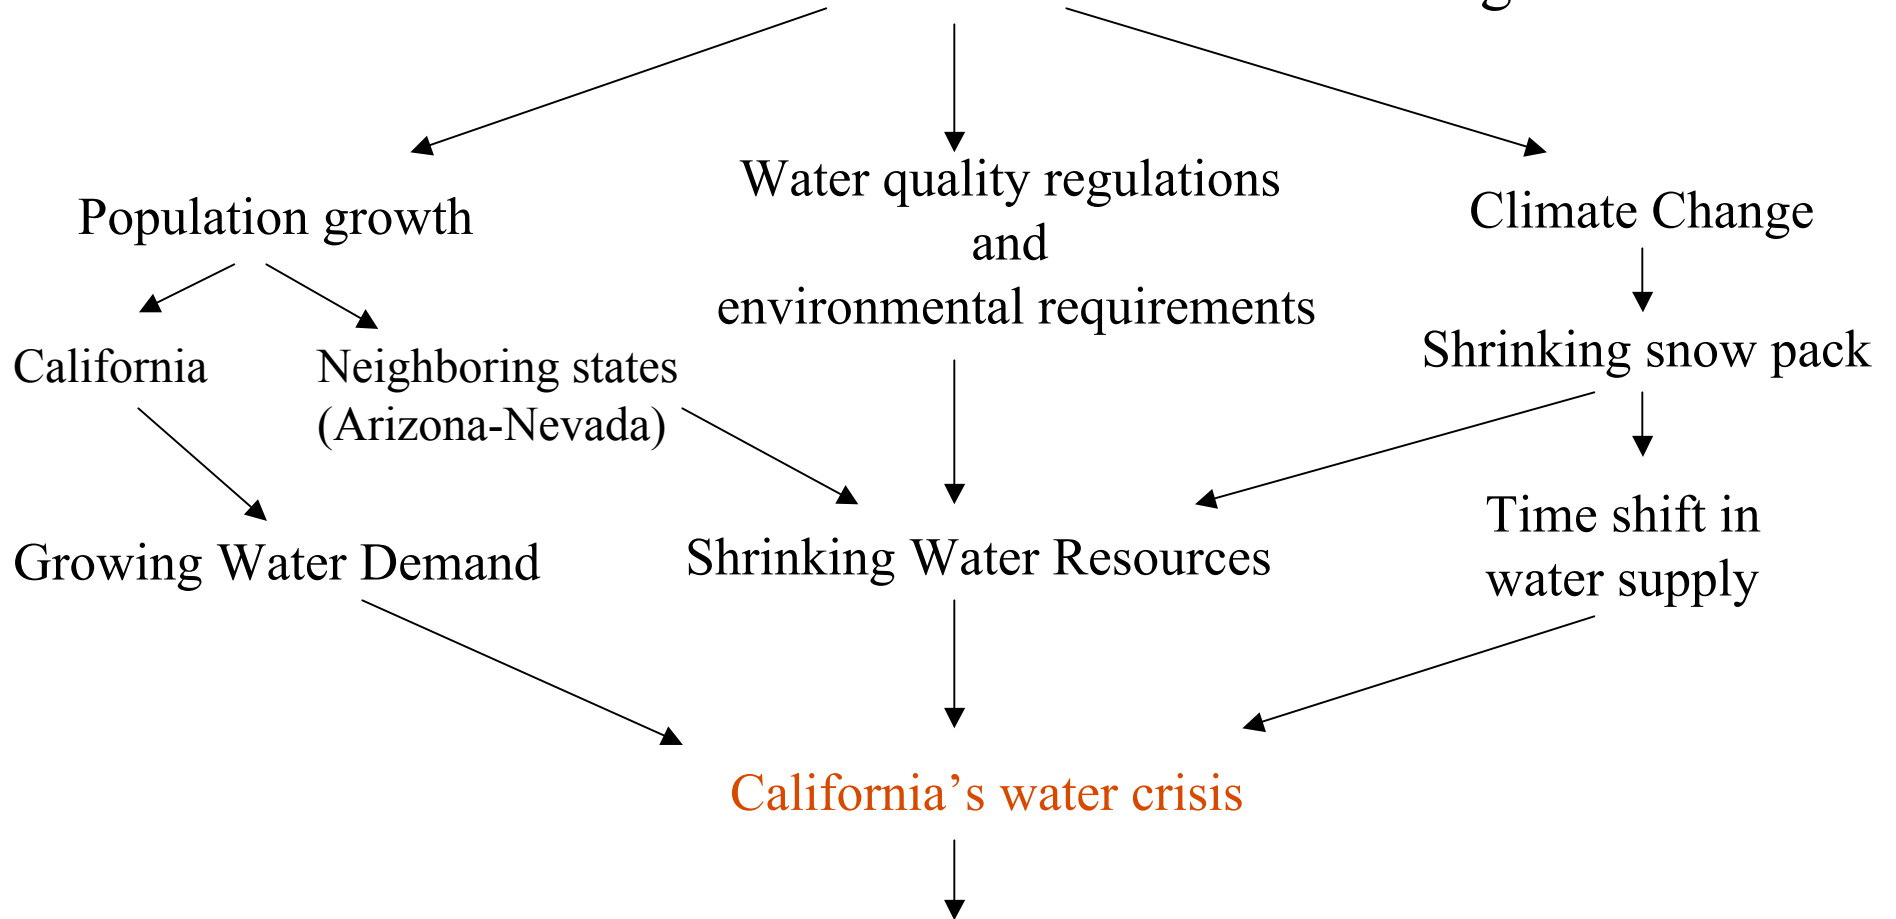 Population growth
Water quality regulations
and
environmental requirements
Climate Change
California
Neighboring states
(Arizona-Nevada)
Shrinking snow pack
Growing Water Demand
Shrinking Water Resources
Time shift in
water supply
California’s water crisis